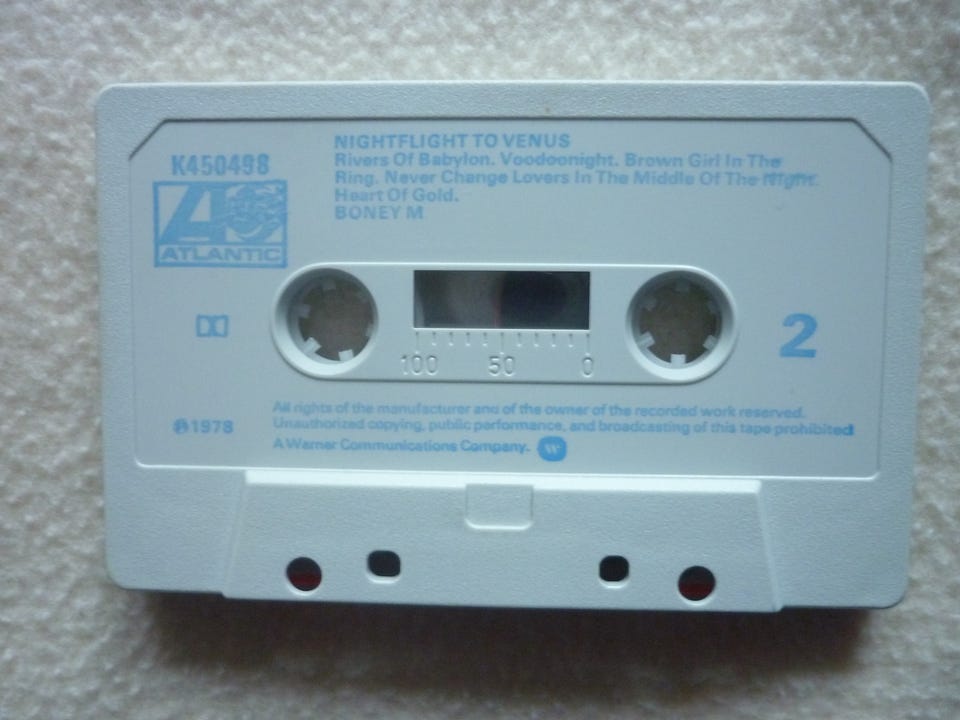 NIGHTFLIGHT TO VENUS
Rivers Of Babylon. Voodoonight. Brown Girl In The
Ring. Never Change Lovers In The Middle Of The Night.
Heart Of Gold.
BONEY M
K450498
ATLANTIC
2
100 50 0
℗1978
All rights of the manufacturer and of the owner of the recorded work reserved.
Unauthorized copying, public performance, and broadcasting of this tape prohibited
A Warner Communications Company. W